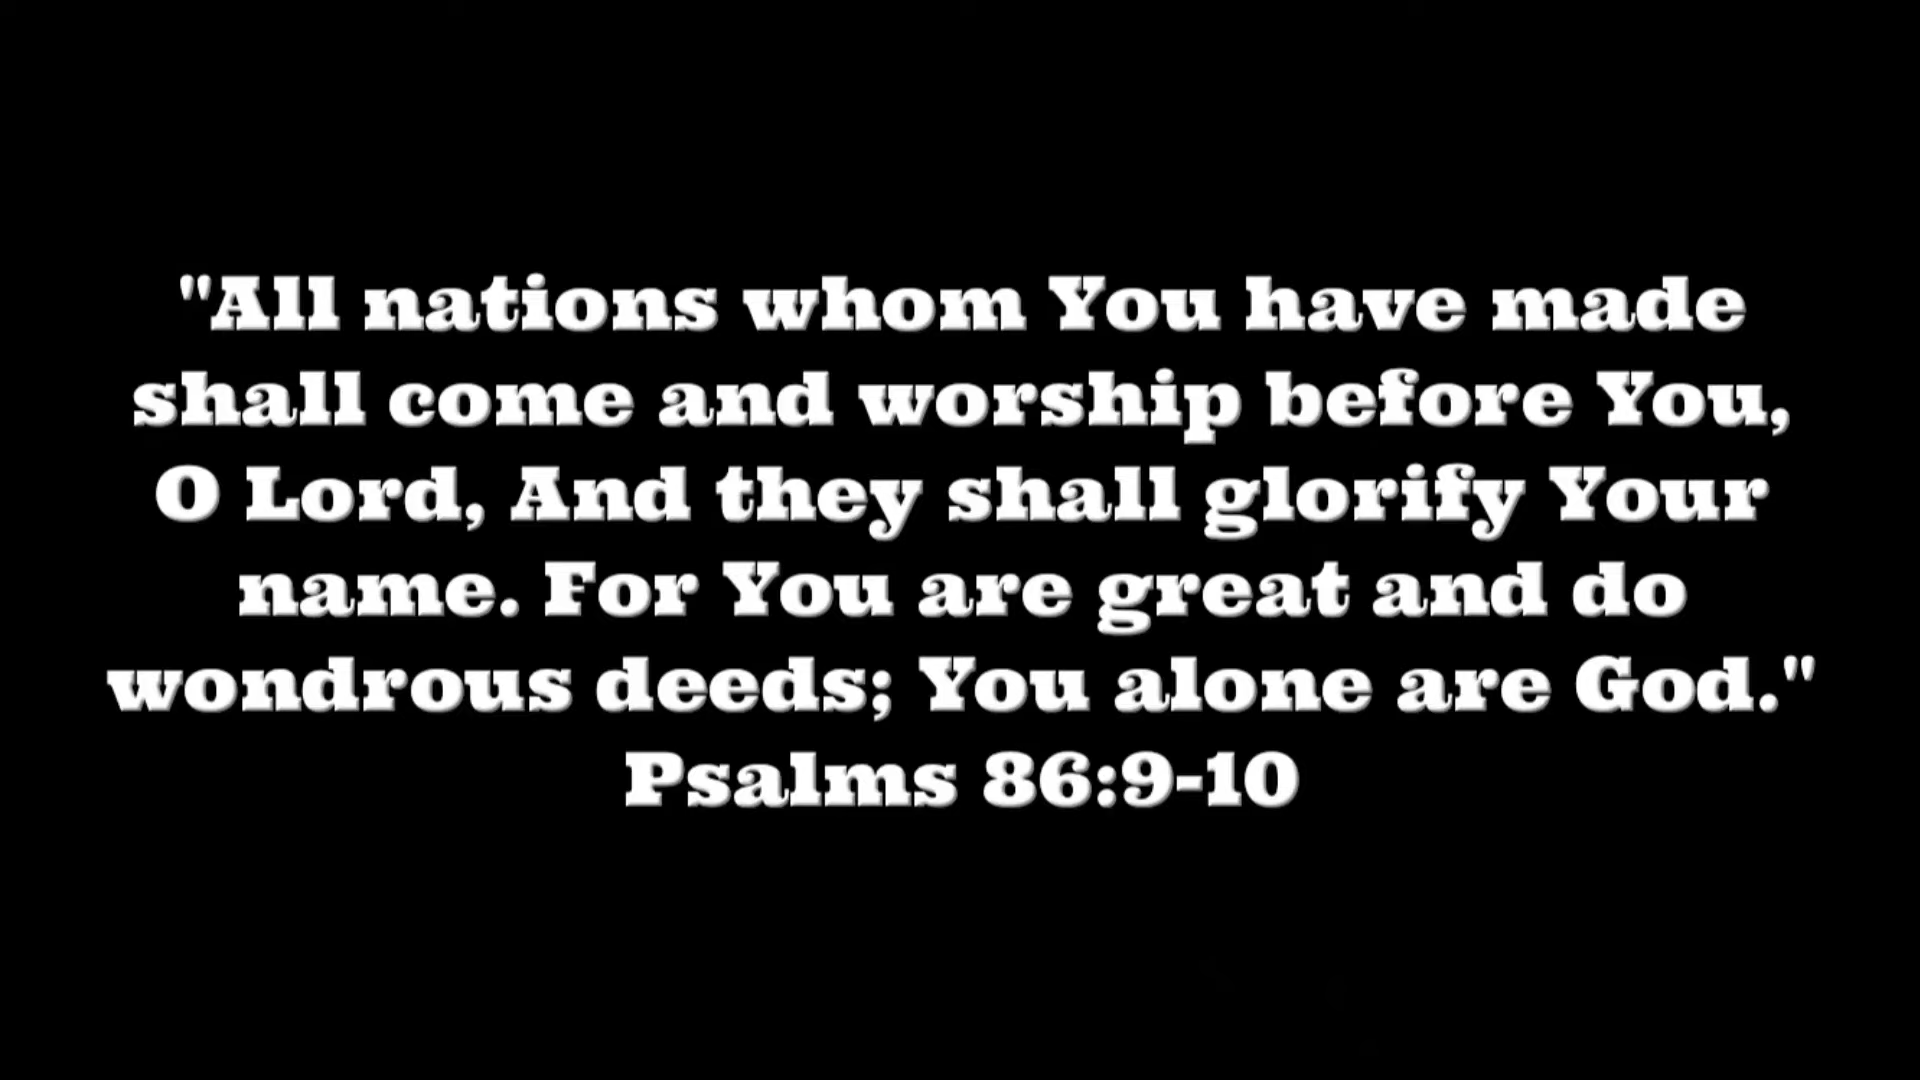 "All nations whom You have made
shall come and worship before You,
O Lord, And they shall glorify Your
name. For You are great and do
wondrous deeds; You alone are God."
Psalms 86:9-10